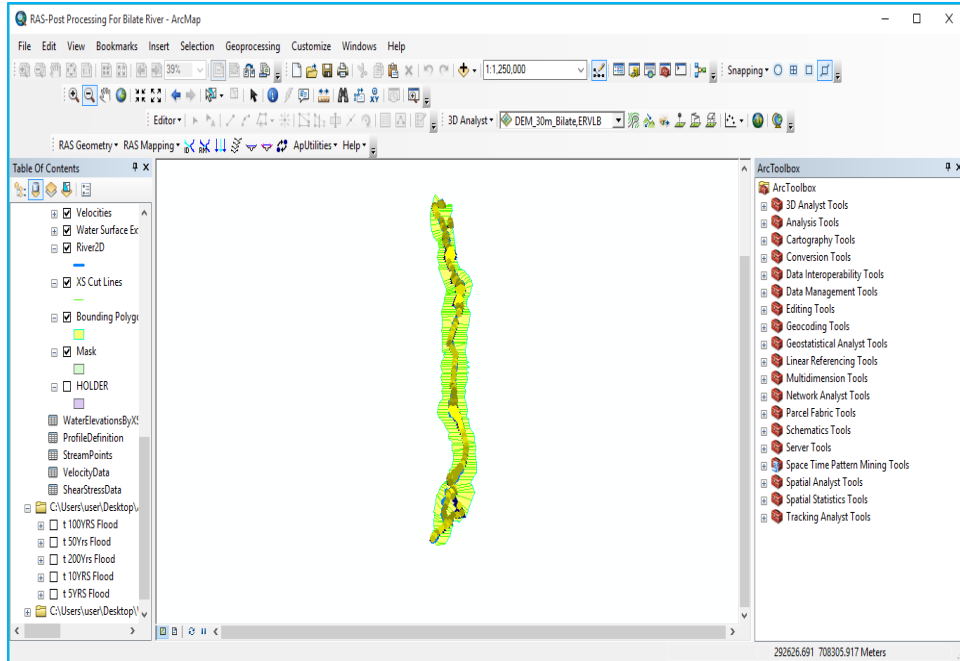 RAS-Post Processing For Bilate River - ArcMap
File Edit View Bookmarks Insert Selection Geoprocessing Customize Windows Help
39% 1:1,250,000 Snapping
Editor 3D Analyst DEM_30m_Bilate,ERVLB
RAS Geometry RAS Mapping ID RM ApUtilities Help
Table Of Contents
Velocities
Water Surface Ex
River2D
XS Cut Lines
Bounding Polyg
Mask
HOLDER
WaterElevationsByXS
ProfileDefinition
StreamPoints
VelocityData
ShearStressData
C:\Users\user\Desktop\
t 100YRS Flood
t 50Yrs Flood
t 200Yrs Flood
t 10YRS Flood
t 5YRS Flood
C:\Users\user\Desktop\
ArcToolbox
ArcToolbox
3D Analyst Tools
Analysis Tools
Cartography Tools
Conversion Tools
Data Interoperability Tools
Data Management Tools
Editing Tools
Geocoding Tools
Geostatistical Analyst Tools
Linear Referencing Tools
Multidimension Tools
Network Analyst Tools
Parcel Fabric Tools
Schematics Tools
Server Tools
Space Time Pattern Mining Tools
Spatial Analyst Tools
Spatial Statistics Tools
Tracking Analyst Tools
292626.691 708305.917 Meters